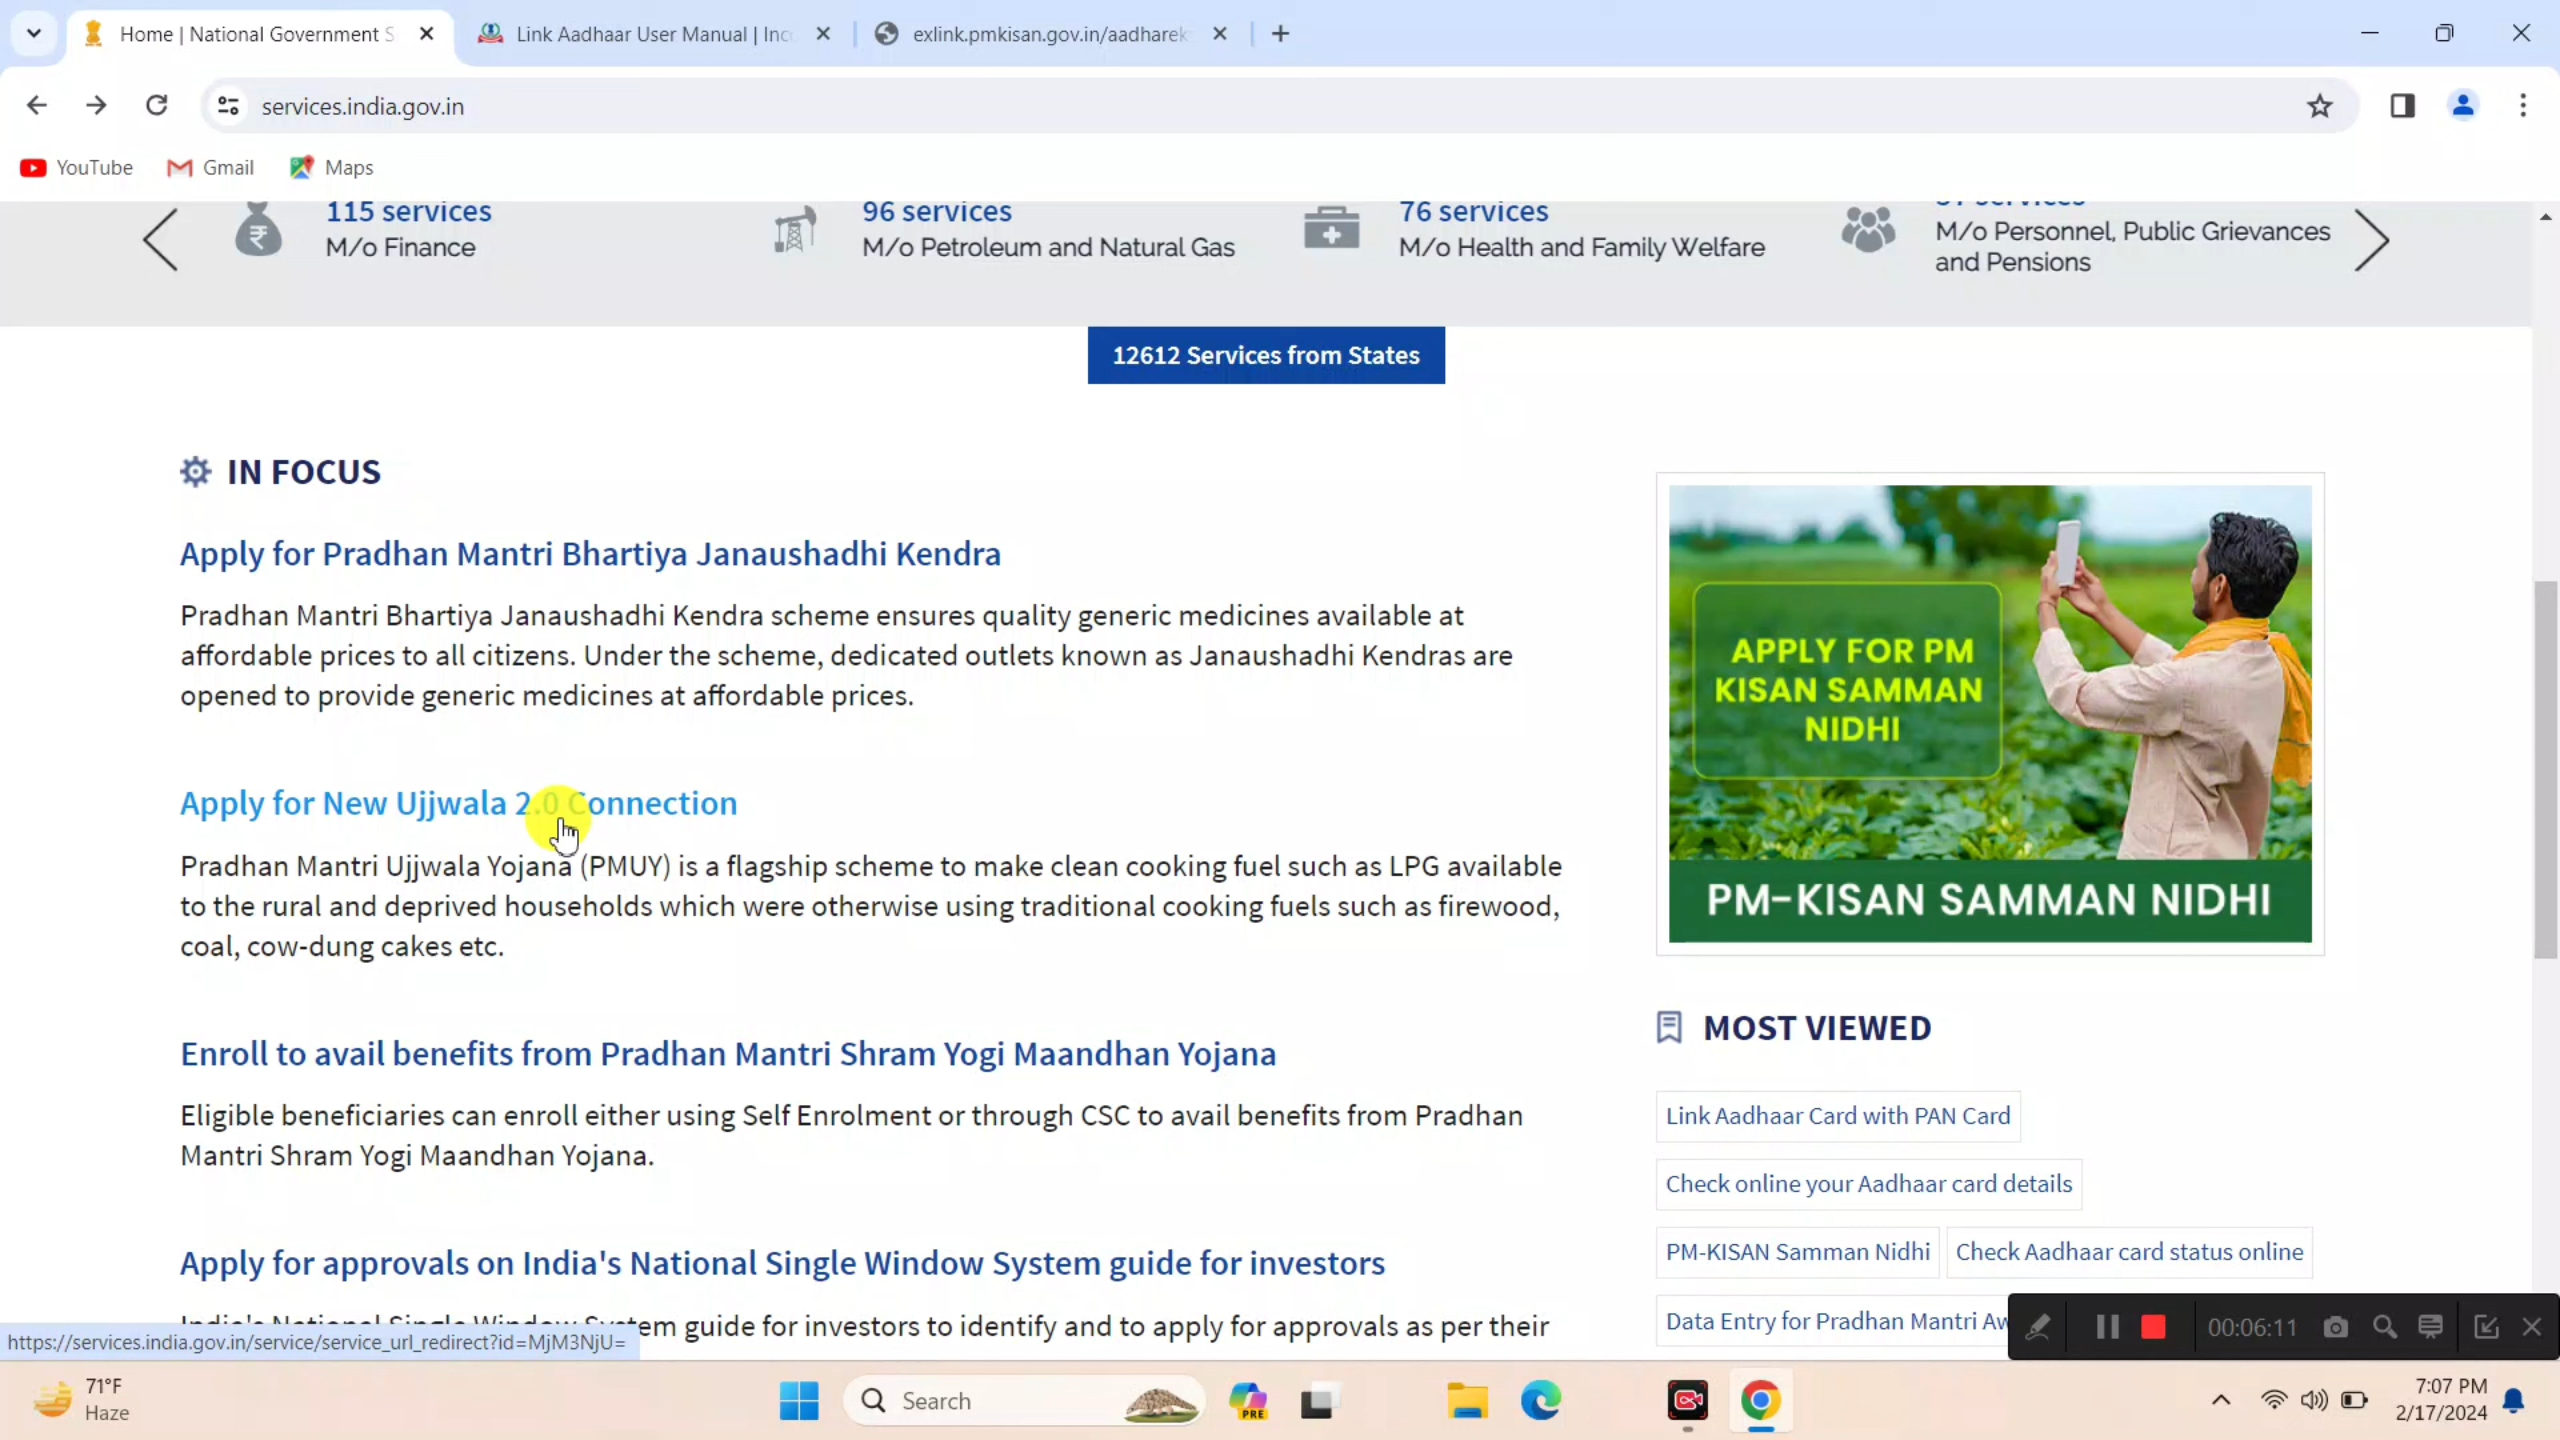 Home | National Government S
Link Aadhaar User Manual | Inc
exlink.pmkisan.gov.in/aadharek
services.india.gov.in
YouTube
Gmail
Maps
115 services
M/o Finance
96 services
M/o Petroleum and Natural Gas
76 services
M/o Health and Family Welfare
M/o Personnel, Public Grievances
and Pensions
12612 Services from States
IN FOCUS
Apply for Pradhan Mantri Bhartiya Janaushadhi Kendra
Pradhan Mantri Bhartiya Janaushadhi Kendra scheme ensures quality generic medicines available at
affordable prices to all citizens. Under the scheme, dedicated outlets known as Janaushadhi Kendras are
opened to provide generic medicines at affordable prices.
Apply for New Ujjwala 2.0 Connection
Pradhan Mantri Ujjwala Yojana (PMUY) is a flagship scheme to make clean cooking fuel such as LPG available
to the rural and deprived households which were otherwise using traditional cooking fuels such as firewood,
coal, cow-dung cakes etc.
Enroll to avail benefits from Pradhan Mantri Shram Yogi Maandhan Yojana
Eligible beneficiaries can enroll either using Self Enrolment or through CSC to avail benefits from Pradhan
Mantri Shram Yogi Maandhan Yojana.
Apply for approvals on India's National Single Window System guide for investors
India's National Single Window System guide for investors to identify and to apply for approvals as per their
APPLY FOR PM
KISAN SAMMAN
NIDHI
PM-KISAN SAMMAN NIDHI
MOST VIEWED
Link Aadhaar Card with PAN Card
Check online your Aadhaar card details
PM-KISAN Samman Nidhi
Check Aadhaar card status online
Data Entry for Pradhan Mantri Aw
00:06:11
https://services.india.gov.in/service/service_url_redirect?id=MjM3NjU=
71°F
Haze
Search
PRE
7:07 PM
2/17/2024